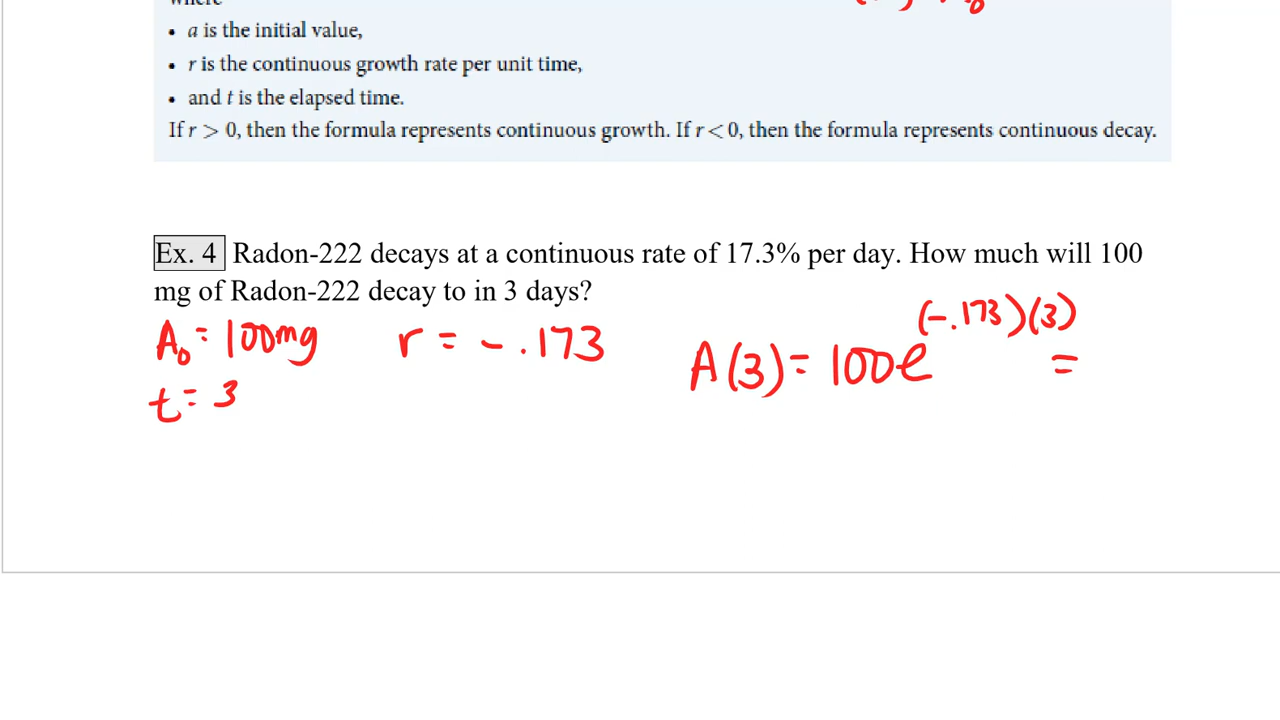 • a is the initial value,
• r is the continuous growth rate per unit time,
• and t is the elapsed time.
If r > 0, then the formula represents continuous growth. If r < 0, then the formula represents continuous decay.
Ex. 4 Radon-222 decays at a continuous rate of 17.3% per day. How much will 100
mg of Radon-222 decay to in 3 days?
A₀ = 100mg r = - .173 A(3) = 100e^(-.173)(3) =
t = 3